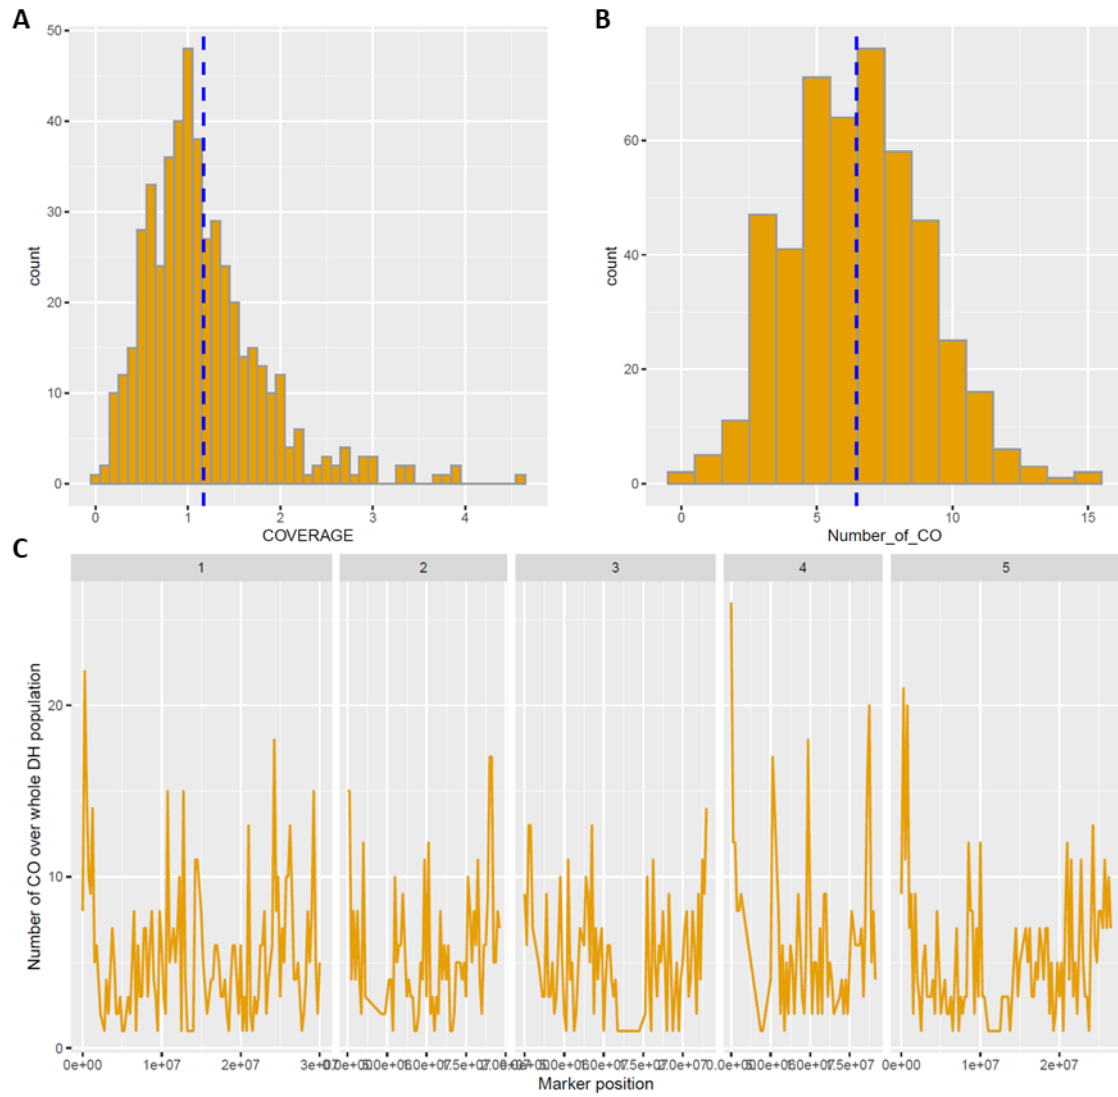 A
50
40
30
20
10
0
count
0 1 2 3 4
COVERAGE
B
60
40
20
0
count
0 5 10 15
Number_of_CO
C
1 2 3 4 5
20
10
0
Number of CO over whole DH population
0e+00 1e+07 2e+07
0e+00 1e+07 2e+07
Marker position